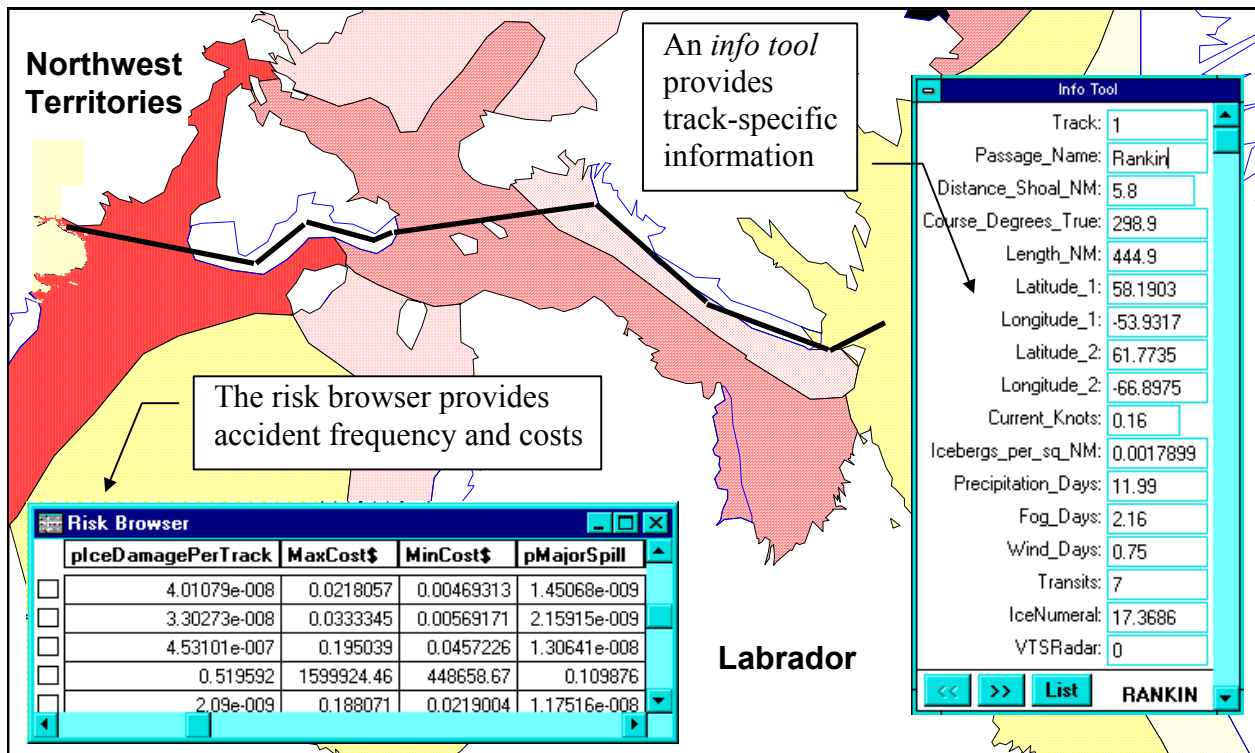 Northwest
Territories
An info tool
provides
track-specific
information
Info Tool
Track: 1
Passage_Name: Rankin
Distance_Shoal_NM: 5.8
Course_Degrees_True: 298.9
Length_NM: 444.9
Latitude_1: 58.1903
Longitude_1: -53.9317
Latitude_2: 61.7735
Longitude_2: -66.8975
Current_Knots: 0.16
Icebergs_per_sq_NM: 0.0017899
Precipitation_Days: 11.99
Fog_Days: 2.16
Wind_Days: 0.75
Transits: 7
IceNumeral: 17.3686
VTSRadar: 0
<< >> List RANKIN
The risk browser provides
accident frequency and costs
Risk Browser
pIceDamagePerTrack MaxCost$ MinCost$ pMajorSpill
4.01079e-008 0.0218057 0.00469313 1.45068e-009
3.30273e-008 0.0333345 0.00569171 2.15915e-009
4.53101e-007 0.195039 0.0457226 1.30641e-008
0.519592 1599924.46 448658.67 0.109876
2.09e-009 0.188071 0.0219004 1.17516e-008
Labrador